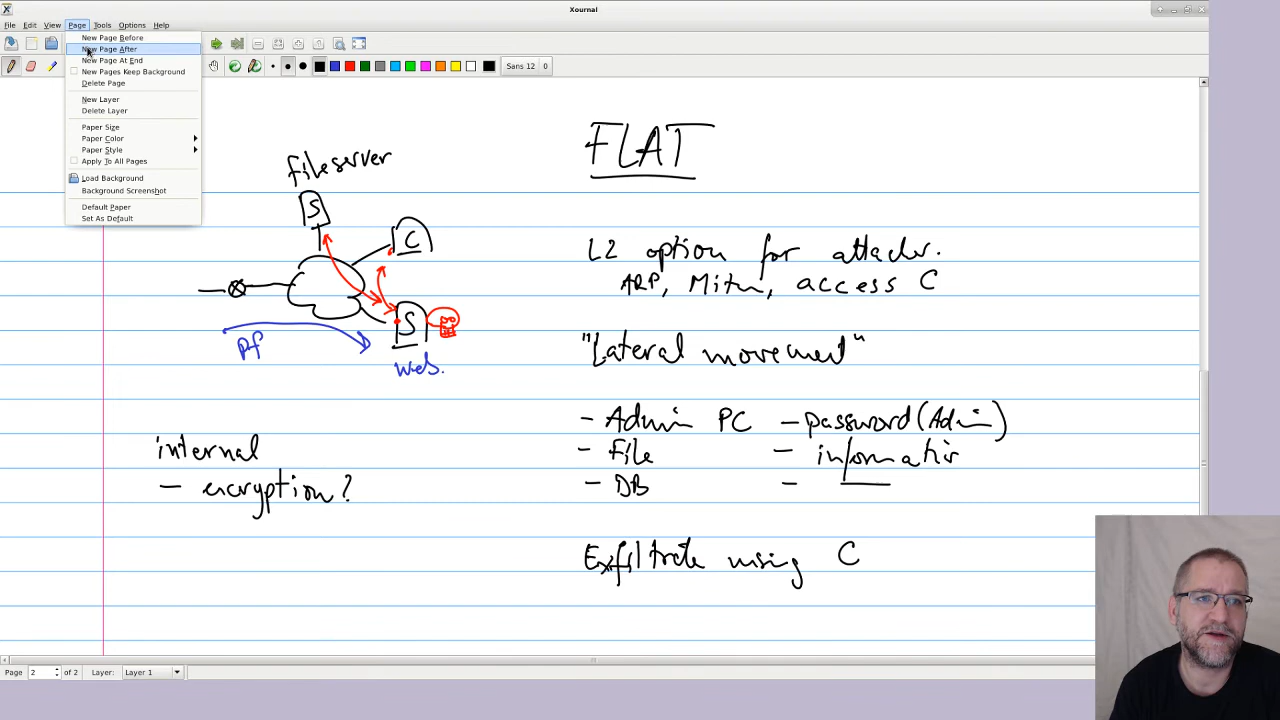 Xournal
File Edit View Page Tools Options Help
New Page Before
New Page After
New Page At End
New Pages Keep Background
Delete Page
New Layer
Delete Layer
Paper Size
Paper Color
Paper Style
Apply To All Pages
Load Background
Background Screenshot
Default Paper
Set As Default
Sans 12 0
FLAT
fileserver
S
C
S
pf
web.
L2 option for attacker.
ARP, Mitm, access C
"Lateral movement"
- Admin PC - password (Admin)
- File - information
- DB -
internal
- encryption?
Exfiltrate using C
Page 2 of 2 Layer: Layer 1